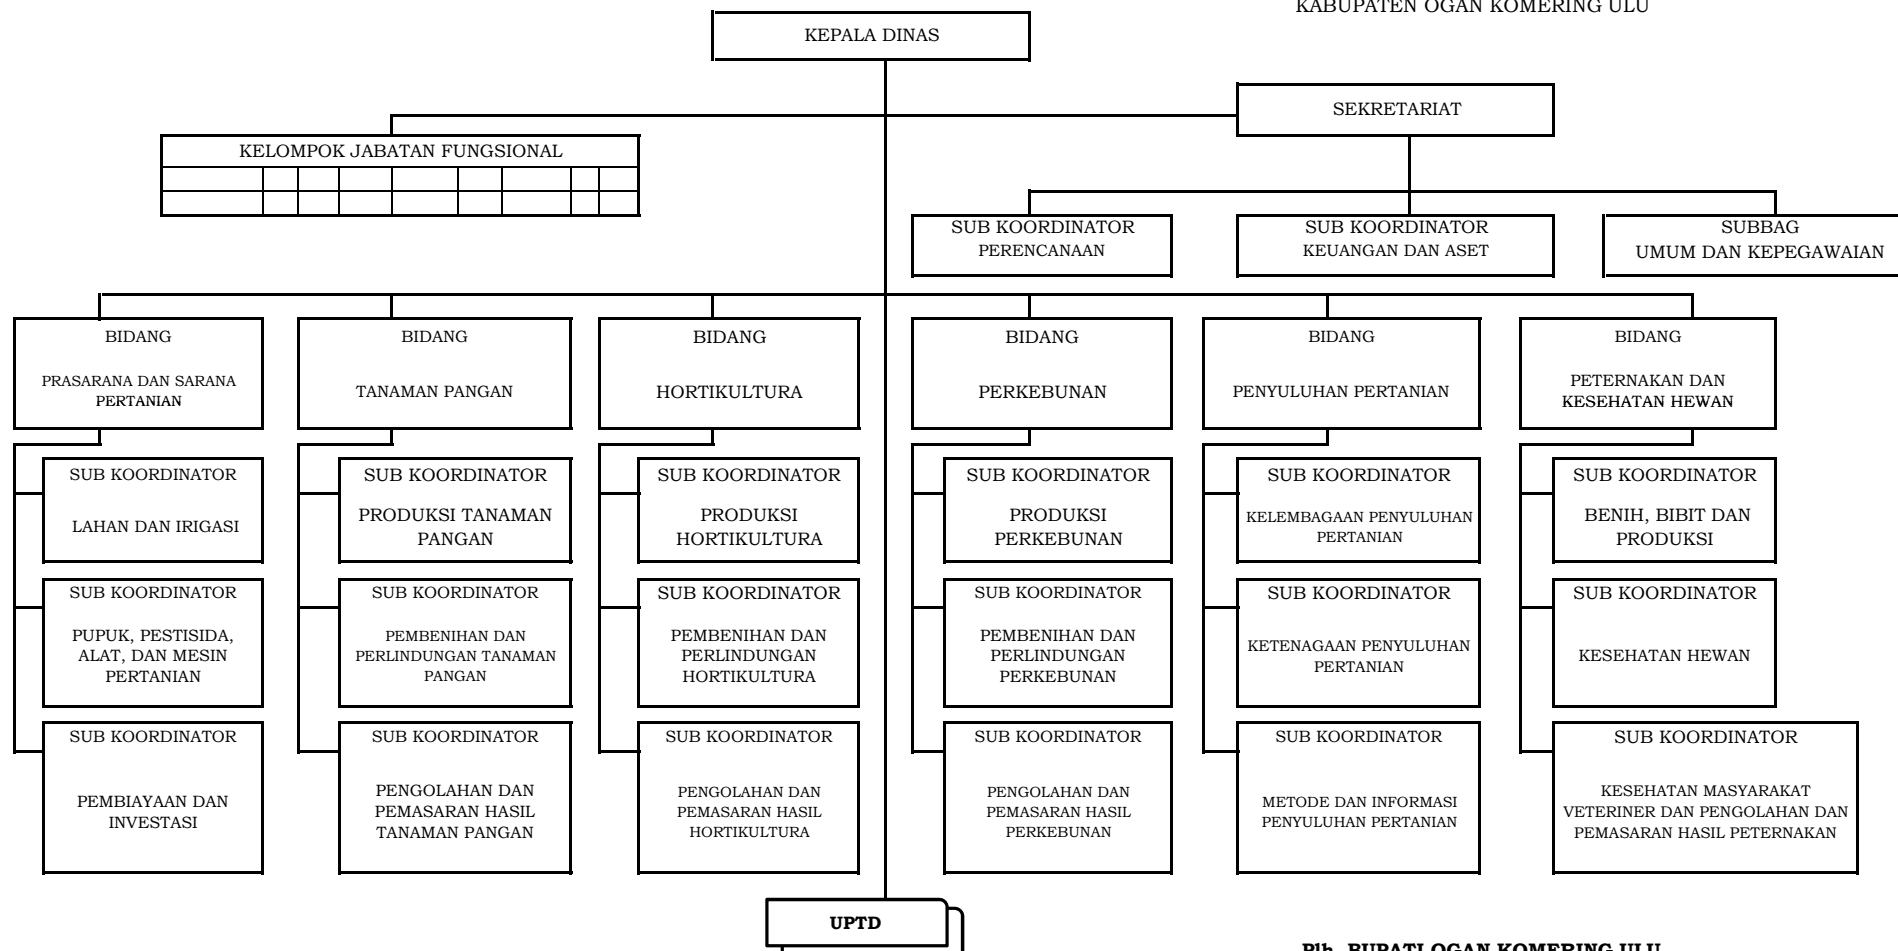 KABUPATEN OGAN KOMERING ULU
KEPALA DINAS
SEKRETARIAT
KELOMPOK JABATAN FUNGSIONAL
SUB KOORDINATOR
PERENCANAAN
SUB KOORDINATOR
KEUANGAN DAN ASET
SUBBAG
UMUM DAN KEPEGAWAIAN
BIDANG
PRASARANA DAN SARANA
PERTANIAN
BIDANG
TANAMAN PANGAN
BIDANG
HORTIKULTURA
BIDANG
PERKEBUNAN
BIDANG
PENYULUHAN PERTANIAN
BIDANG
PETERNAKAN DAN
KESEHATAN HEWAN
SUB KOORDINATOR
LAHAN DAN IRIGASI
SUB KOORDINATOR
PRODUKSI TANAMAN
PANGAN
SUB KOORDINATOR
PRODUKSI
HORTIKULTURA
SUB KOORDINATOR
PRODUKSI
PERKEBUNAN
SUB KOORDINATOR
KELEMBAGAAN PENYULUHAN
PERTANIAN
SUB KOORDINATOR
BENIH, BIBIT DAN
PRODUKSI
SUB KOORDINATOR
PUPUK, PESTISIDA,
ALAT, DAN MESIN
PERTANIAN
SUB KOORDINATOR
PEMBENIHAN DAN
PERLINDUNGAN TANAMAN
PANGAN
SUB KOORDINATOR
PEMBENIHAN DAN
PERLINDUNGAN
HORTIKULTURA
SUB KOORDINATOR
PEMBENIHAN DAN
PERLINDUNGAN
PERKEBUNAN
SUB KOORDINATOR
KETENAGAAN PENYULUHAN
PERTANIAN
SUB KOORDINATOR
KESEHATAN HEWAN
SUB KOORDINATOR
PEMBIAYAAN DAN
INVESTASI
SUB KOORDINATOR
PENGOLAHAN DAN
PEMASARAN HASIL
TANAMAN PANGAN
SUB KOORDINATOR
PENGOLAHAN DAN
PEMASARAN HASIL
HORTIKULTURA
SUB KOORDINATOR
PENGOLAHAN DAN
PEMASARAN HASIL
PERKEBUNAN
SUB KOORDINATOR
METODE DAN INFORMASI
PENYULUHAN PERTANIAN
SUB KOORDINATOR
KESEHATAN MASYARAKAT
VETERINER DAN PENGOLAHAN DAN
PEMASARAN HASIL PETERNAKAN
UPTD
Plh. BUPATI OGAN KOMERING ULU